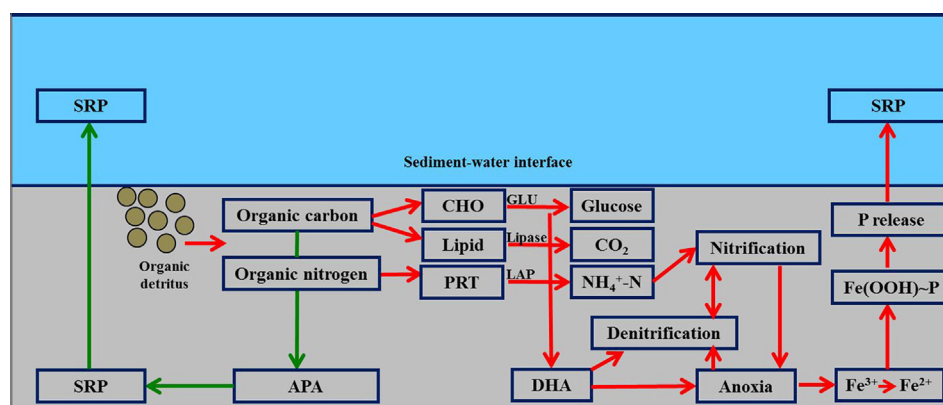 SRP
SRP
Sediment-water interface
Organic carbon
CHO
GLU
Glucose
P release
Lipid
Lipase
CO₂
Nitrification
Organic
detritus
Organic nitrogen
PRT
LAP
NH₄⁺-N
Fe(OOH)~P
Denitrification
SRP
APA
DHA
Anoxia
Fe³⁺ → Fe²⁺